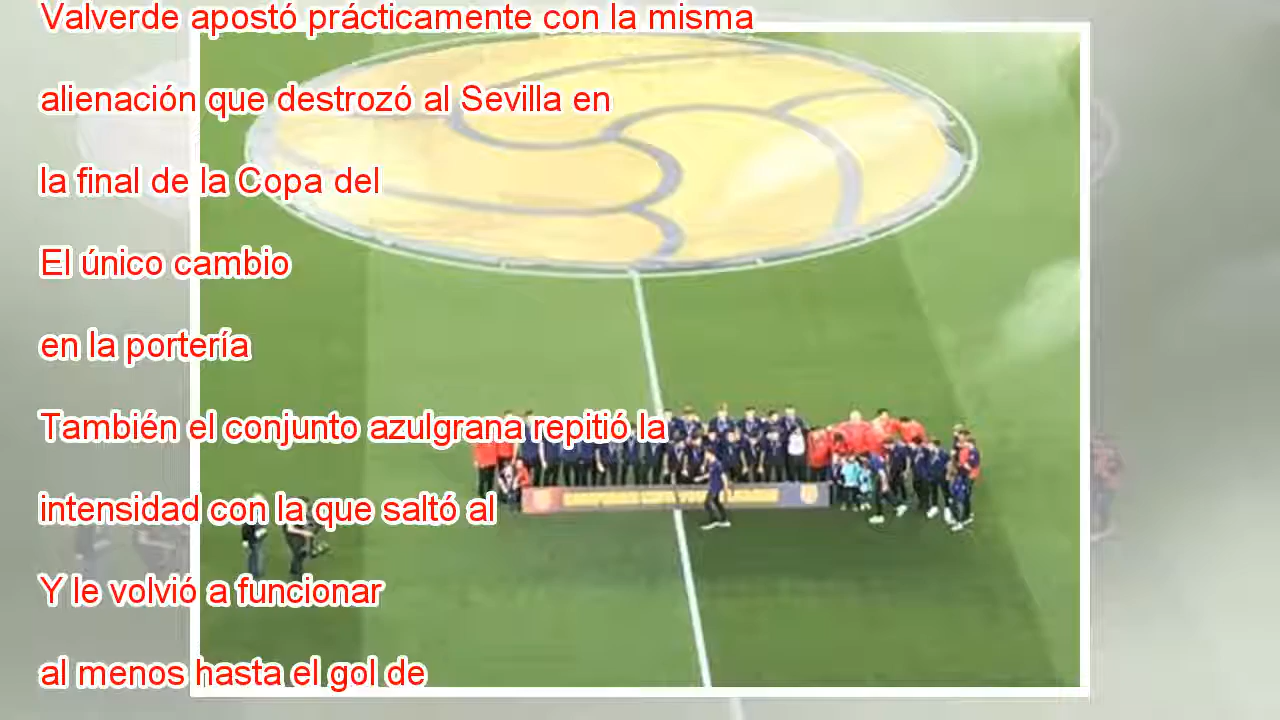 Valverde apostó prácticamente con la misma
alienación que destrozó al Sevilla en
la final de la Copa del
El único cambio
en la portería
También el conjunto azulgrana repitió la
intensidad con la que saltó al
Y le volvió a funcionar
al menos hasta el gol de